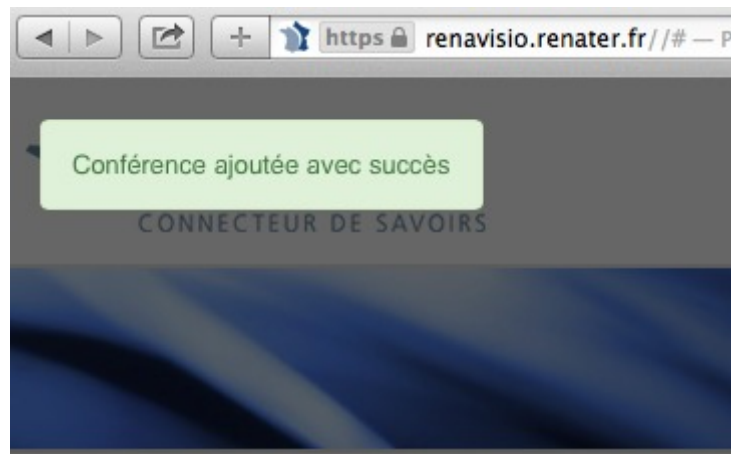 https renavisio.renater.fr//# — P
Conférence ajoutée avec succès
CONNECTEUR DE SAVOIRS